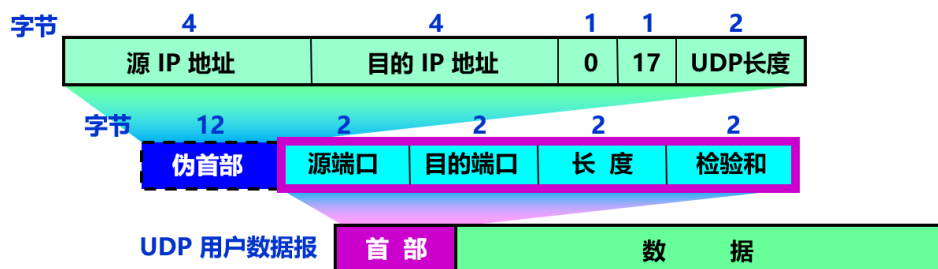 字节 4 4 1 1 2
源 IP 地址 目的 IP 地址 0 17 UDP长度
字节 12 2 2 2 2
伪首部 源端口 目的端口 长 度 检验和
UDP 用户数据报 首 部 数 据